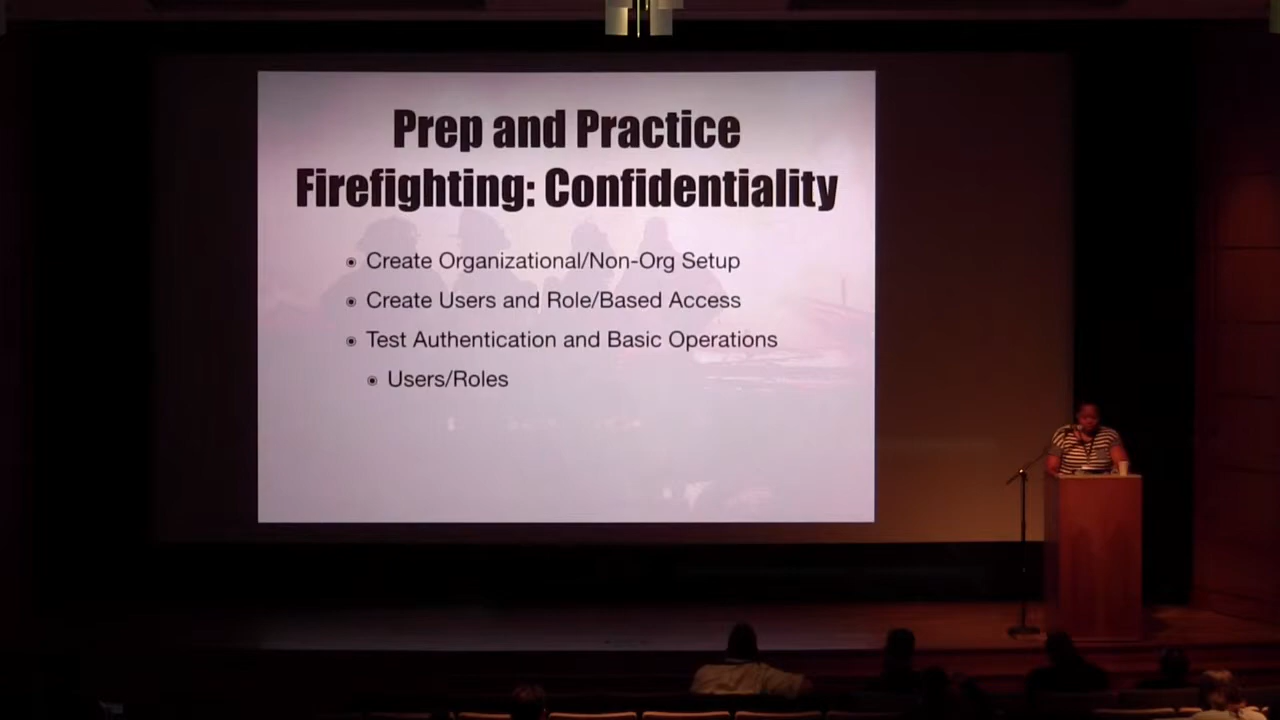 Prep and Practice
Firefighting: Confidentiality
Create Organizational/Non-Org Setup
Create Users and Role/Based Access
Test Authentication and Basic Operations
Users/Roles